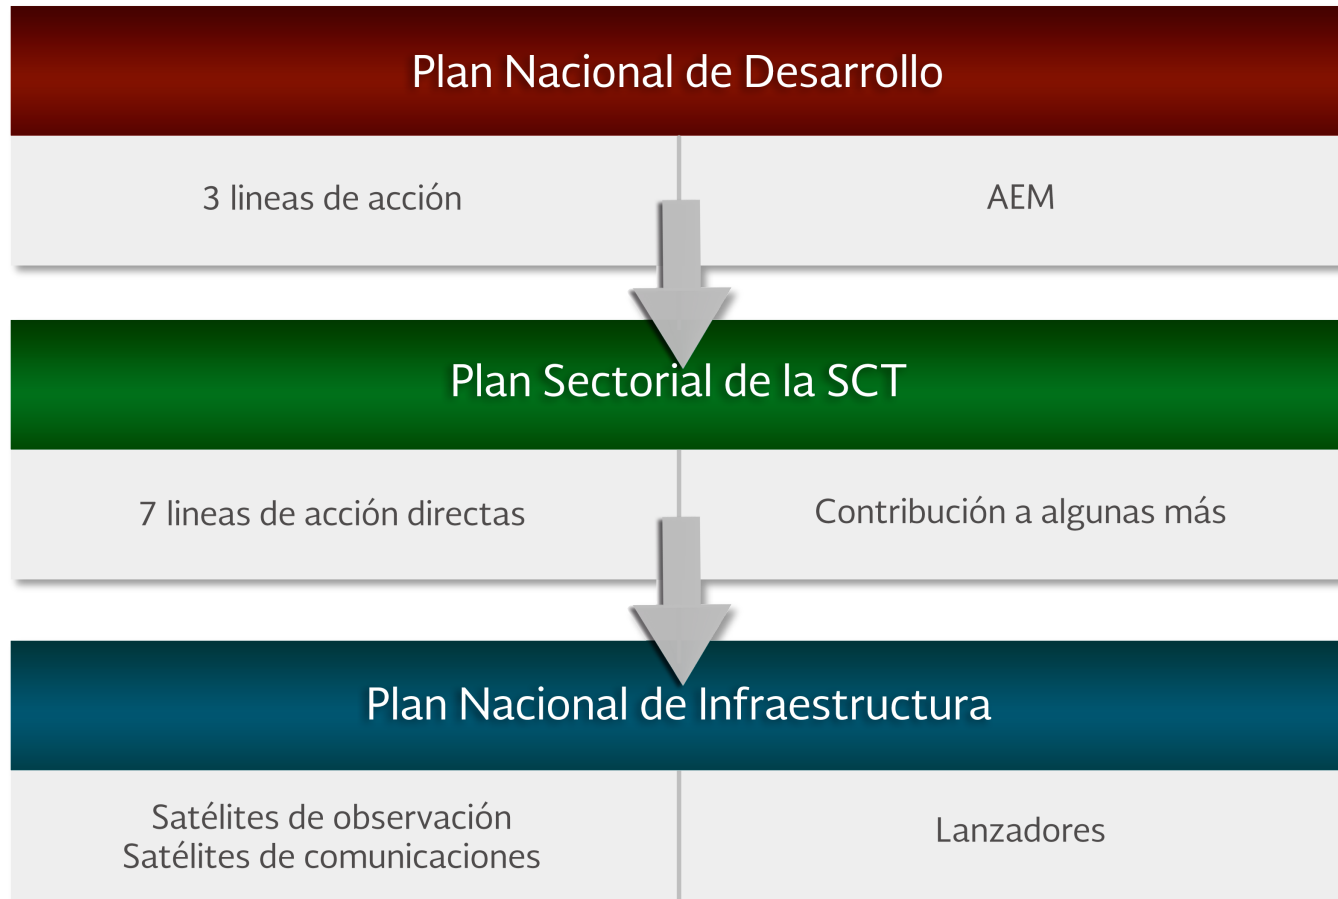 Plan Nacional de Desarrollo
3 lineas de acción
AEM
Plan Sectorial de la SCT
7 lineas de acción directas
Contribución a algunas más
Plan Nacional de Infraestructura
Satélites de observación
Satélites de comunicaciones
Lanzadores